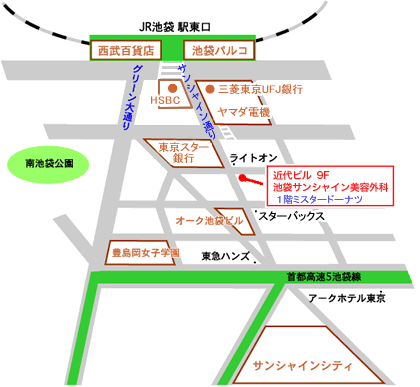 JR池袋 駅東口
西武百貨店
池袋パルコ
グリーン大通り
サンシャイン通り
HSBC
三菱東京UFJ銀行
ヤマダ電機
東京スター
銀行
ライトオン
南池袋公園
近代ビル 9F
池袋サンシャイン美容外科
1階ミスタードーナツ
オーク池袋ビル
スターバックス
豊島岡女子学園
東急ハンズ
首都高速5池袋線
アークホテル東京
サンシャインシティ